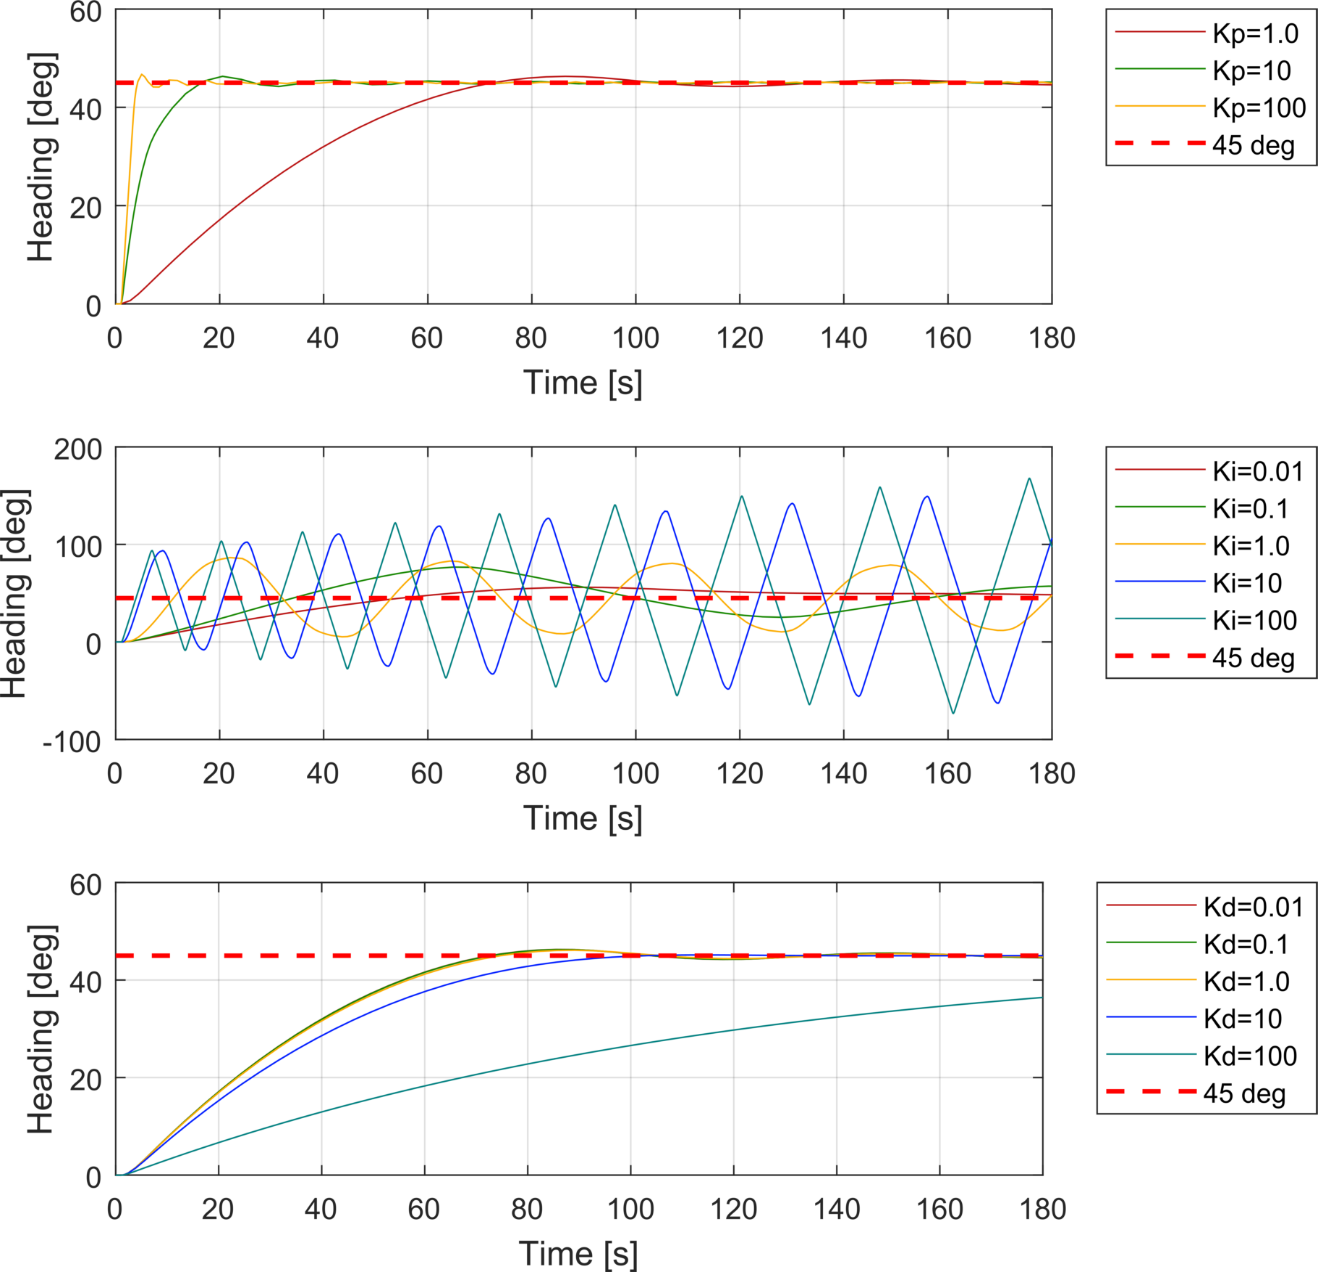 60
40
20
0
Heading [deg]
0 20 40 60 80 100 120 140 160 180
Time [s]
Kp=1.0
Kp=10
Kp=100
45 deg
200
100
0
-100
Heading [deg]
0 20 40 60 80 100 120 140 160 180
Time [s]
Ki=0.01
Ki=0.1
Ki=1.0
Ki=10
Ki=100
45 deg
60
40
20
0
Heading [deg]
0 20 40 60 80 100 120 140 160 180
Time [s]
Kd=0.01
Kd=0.1
Kd=1.0
Kd=10
Kd=100
45 deg